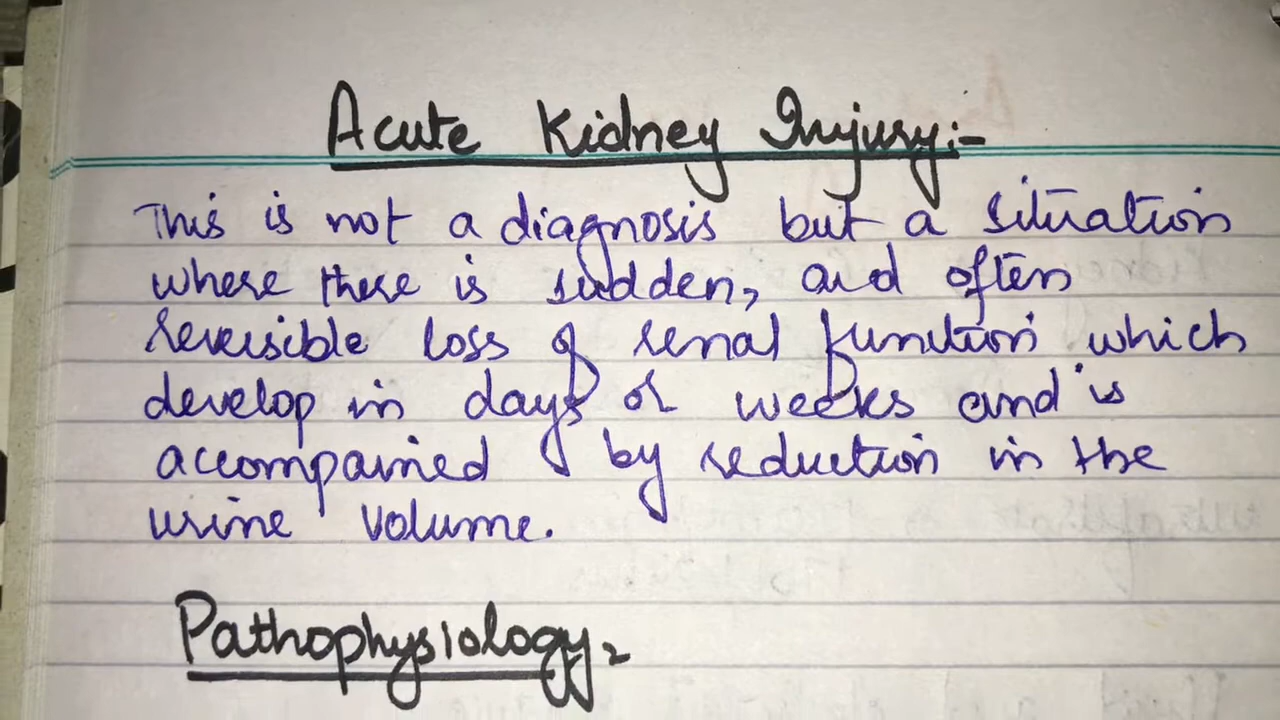 Acute Kidney Injury:-
This is not a diagnosis but a situation
where there is sudden, and often
reversible loss of renal function which
develop in days or weeks and is
accompained by reduction in the
urine volume.
Pathophysiology,